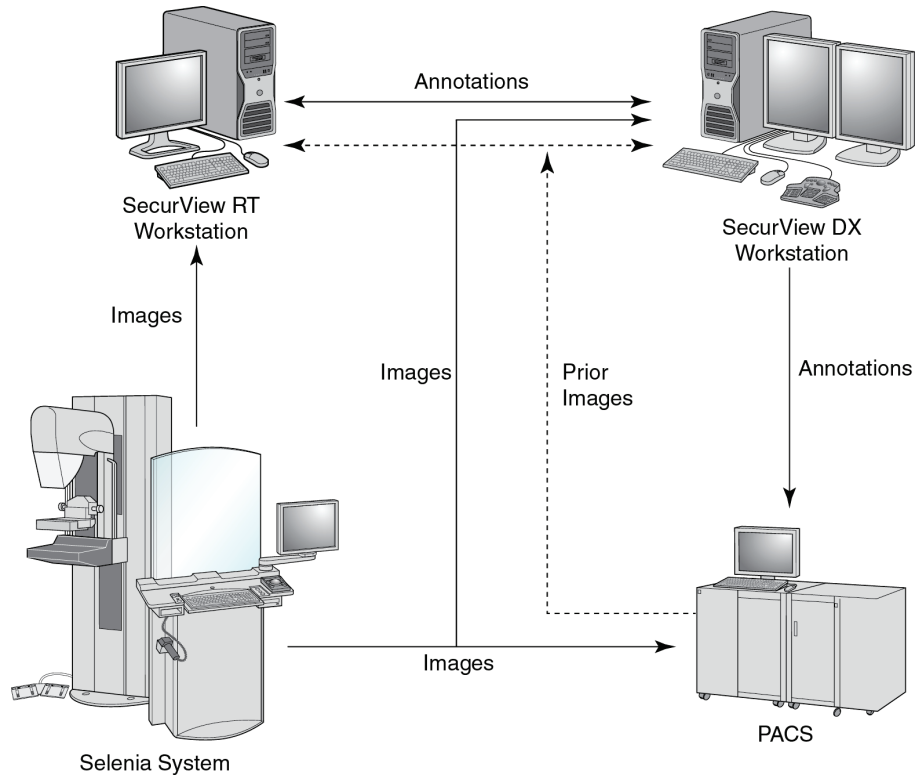 Annotations
SecurView RT
Workstation
SecurView DX
Workstation
Images
Images
Prior
Images
Annotations
Images
PACS
Selenia System